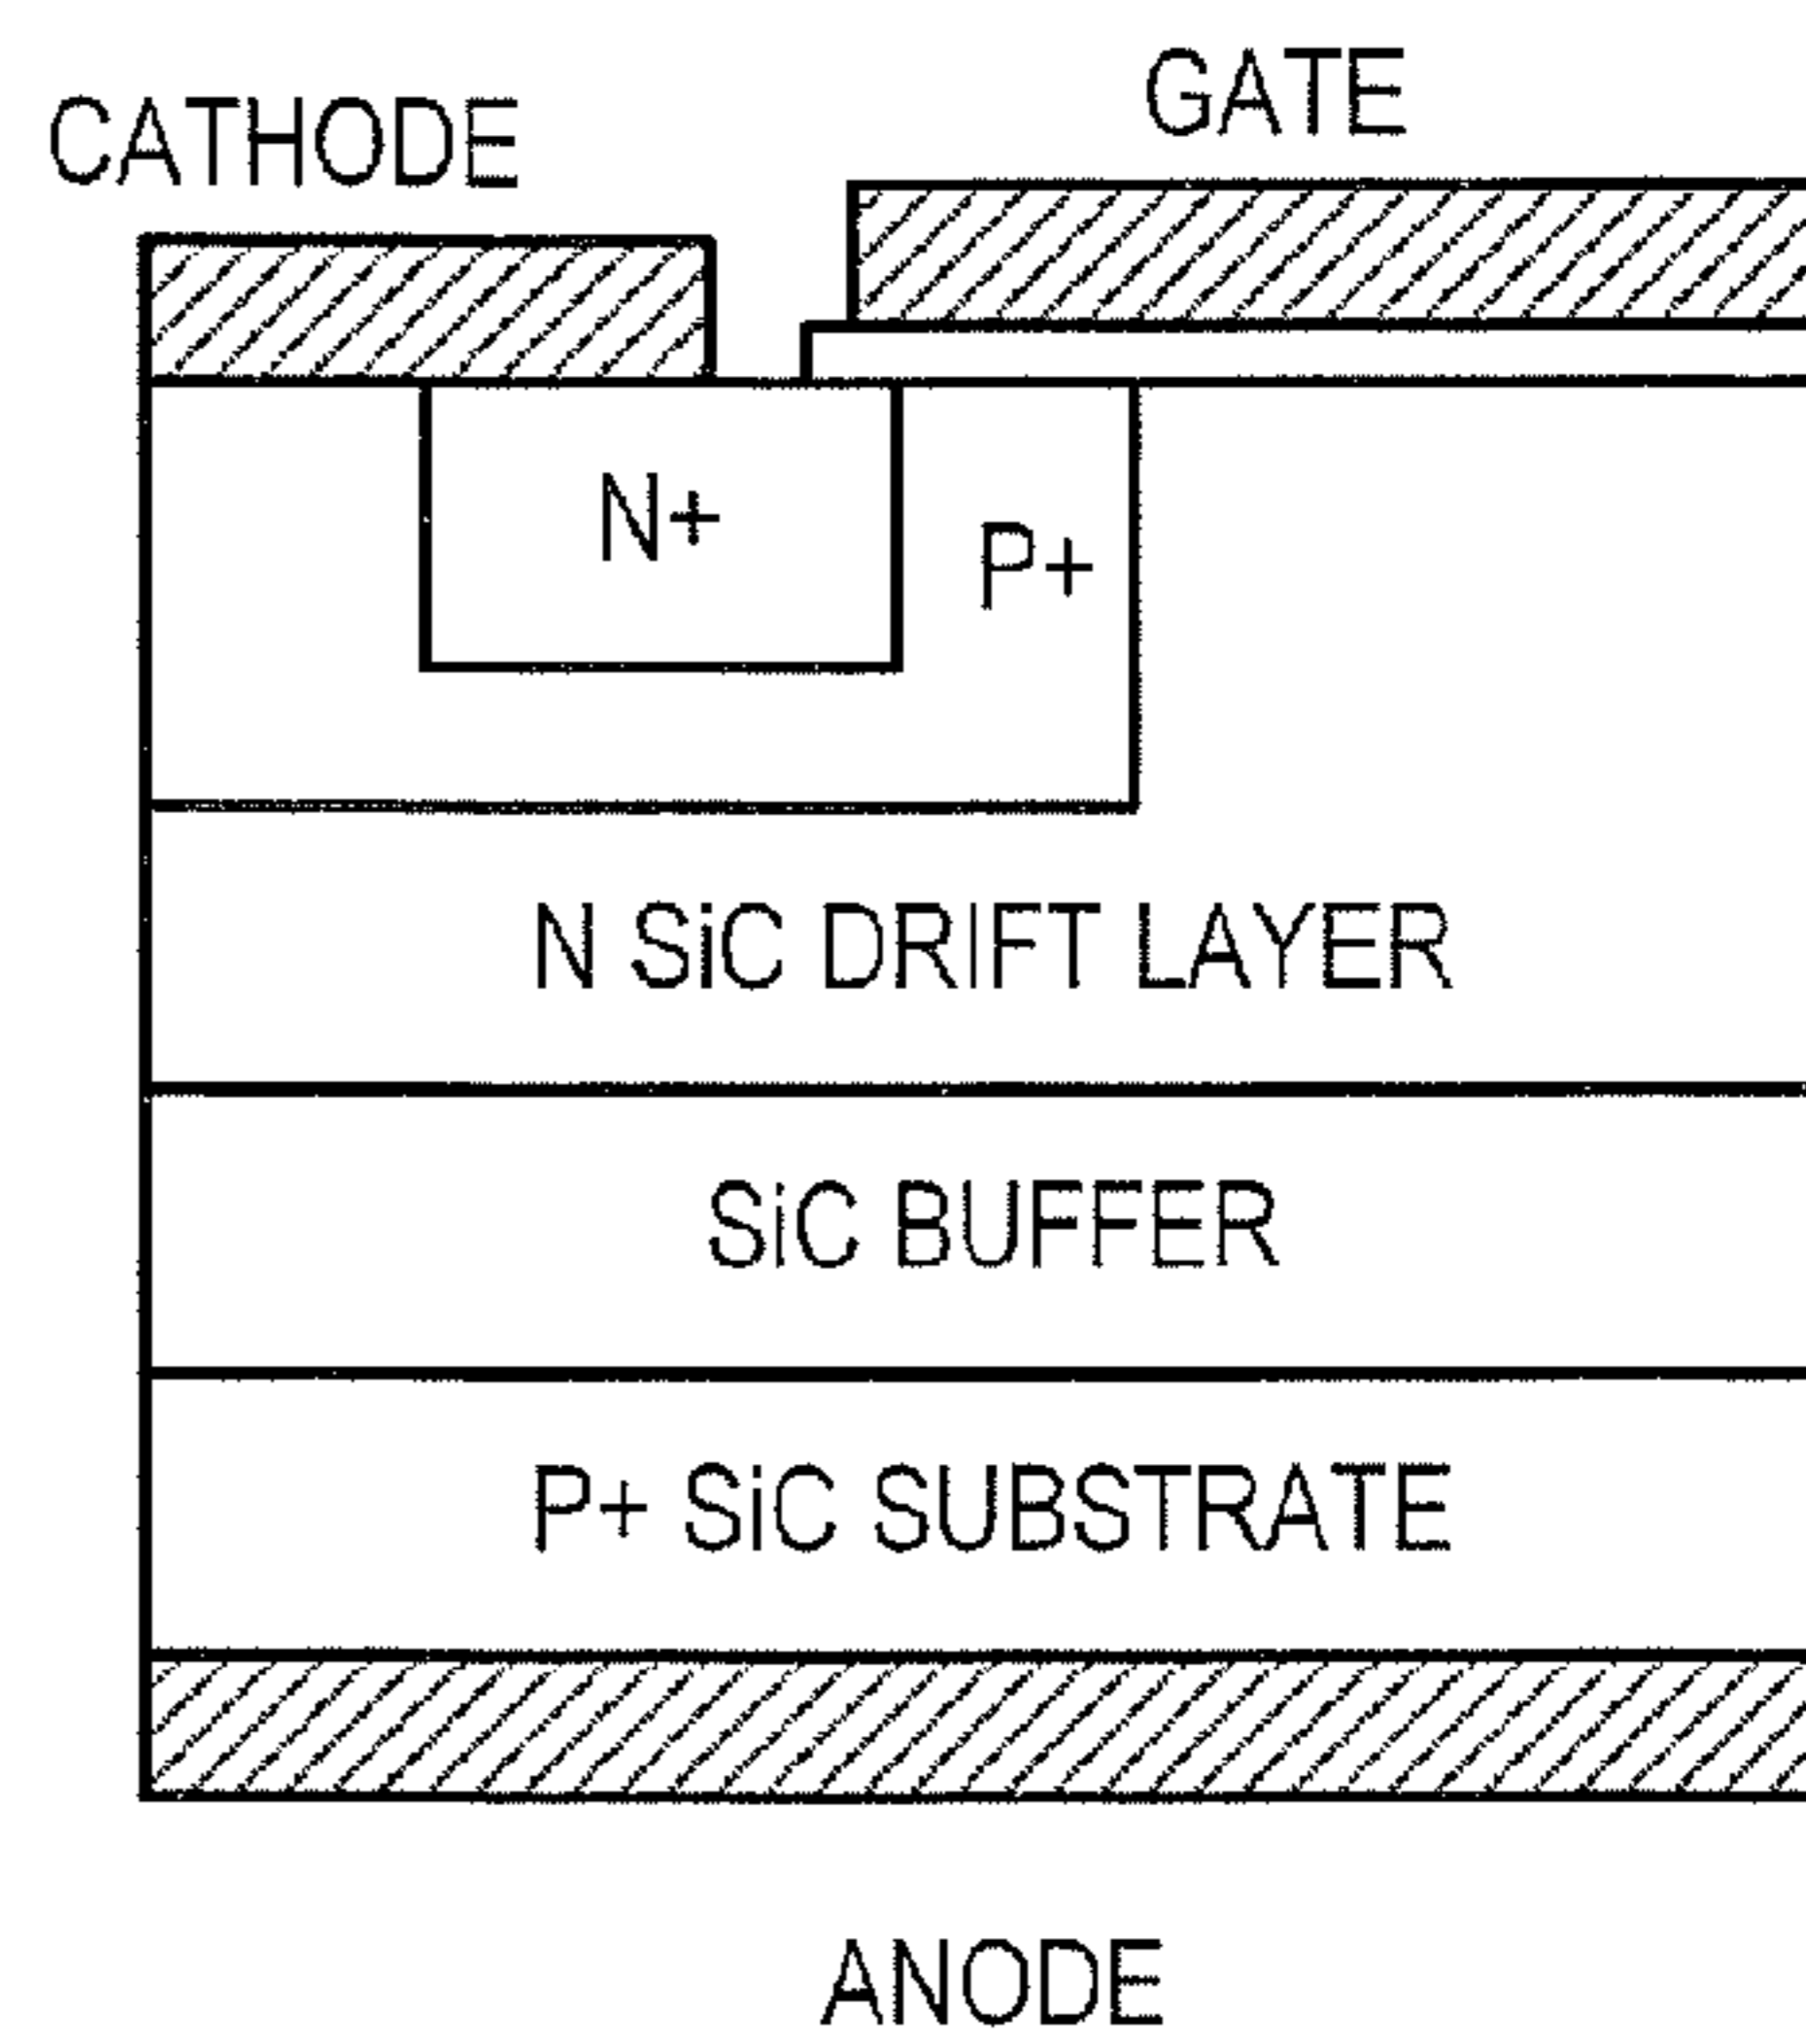 CATHODE
GATE
N+
P+
N SiC DRIFT LAYER
SiC BUFFER
P+ SiC SUBSTRATE
ANODE